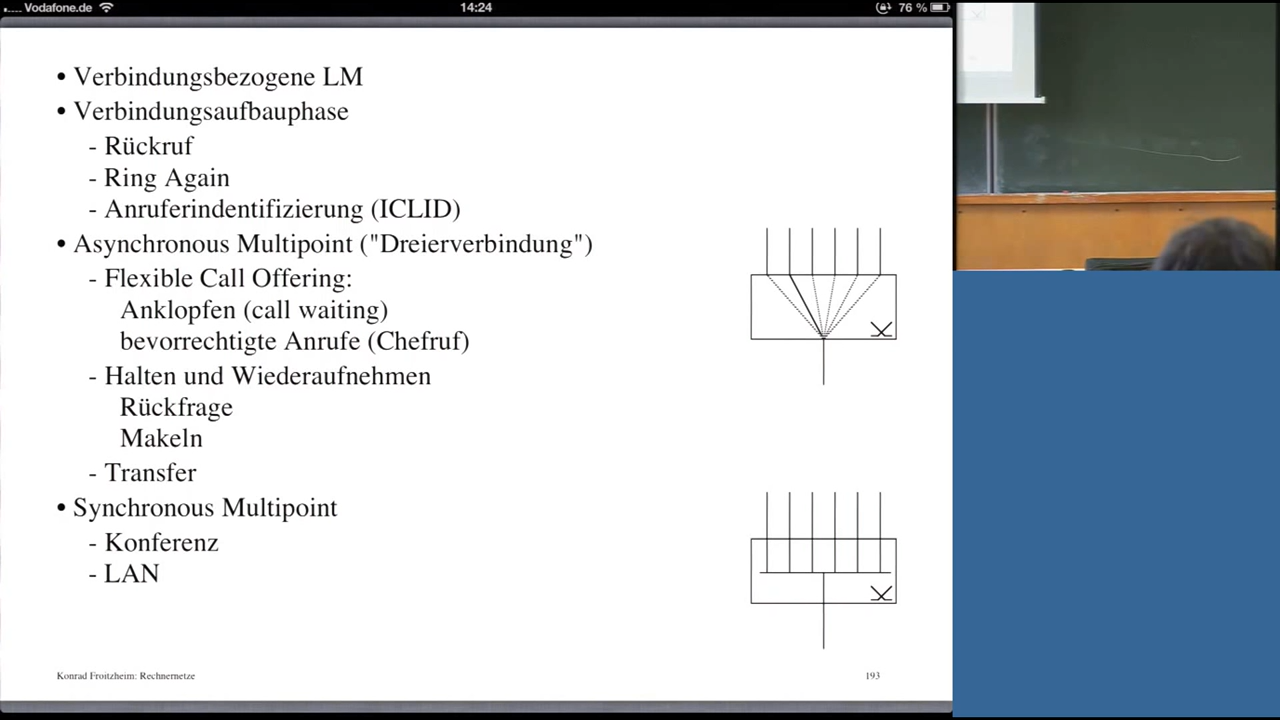 Vodafone.de 14:24 76 %
• Verbindungsbezogene LM
• Verbindungsaufbauphase
- Rückruf
- Ring Again
- Anruferindentifizierung (ICLID)
• Asynchronous Multipoint ("Dreierverbindung")
- Flexible Call Offering:
Anklopfen (call waiting)
bevorrechtigte Anrufe (Chefruf)
- Halten und Wiederaufnehmen
Rückfrage
Makeln
- Transfer
• Synchronous Multipoint
- Konferenz
- LAN
Konrad Froitzheim: Rechnernetze 193